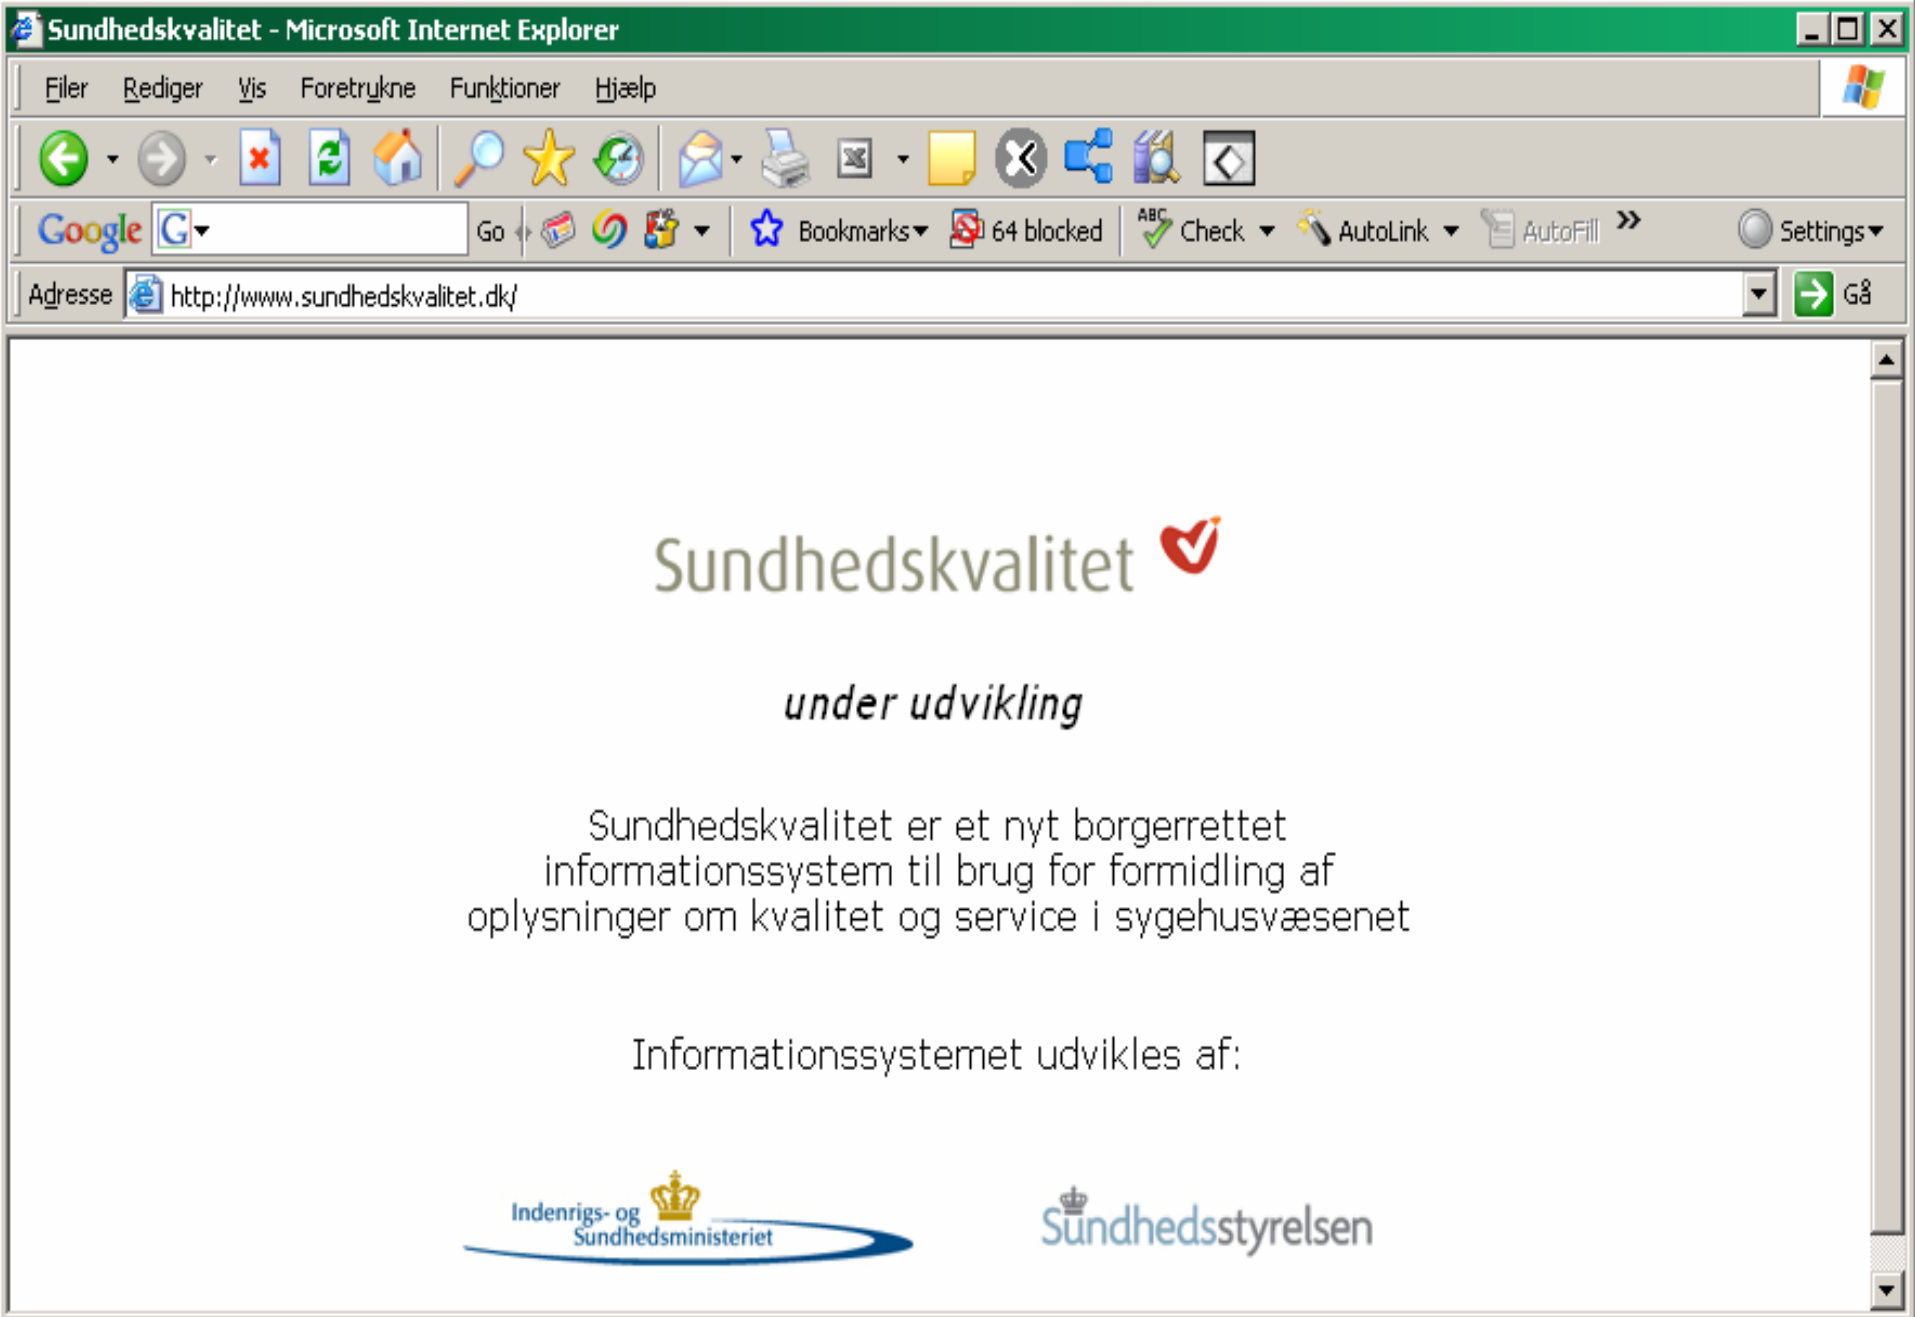 Sundhedskvalitet - Microsoft Internet Explorer
Filer Rediger Vis Foretrukne Funktioner Hjælp
Google G Go Bookmarks 64 blocked ABC Check AutoLink AutoFill » Settings
Adresse http://www.sundhedskvalitet.dk/ Gå
Sundhedskvalitet
under udvikling
Sundhedskvalitet er et nyt borgerrettet
informationssystem til brug for formidling af
oplysninger om kvalitet og service i sygehusvæsenet
Informationssystemet udvikles af:
Indenrigs- og
Sundhedsministeriet
Sundhedsstyrelsen